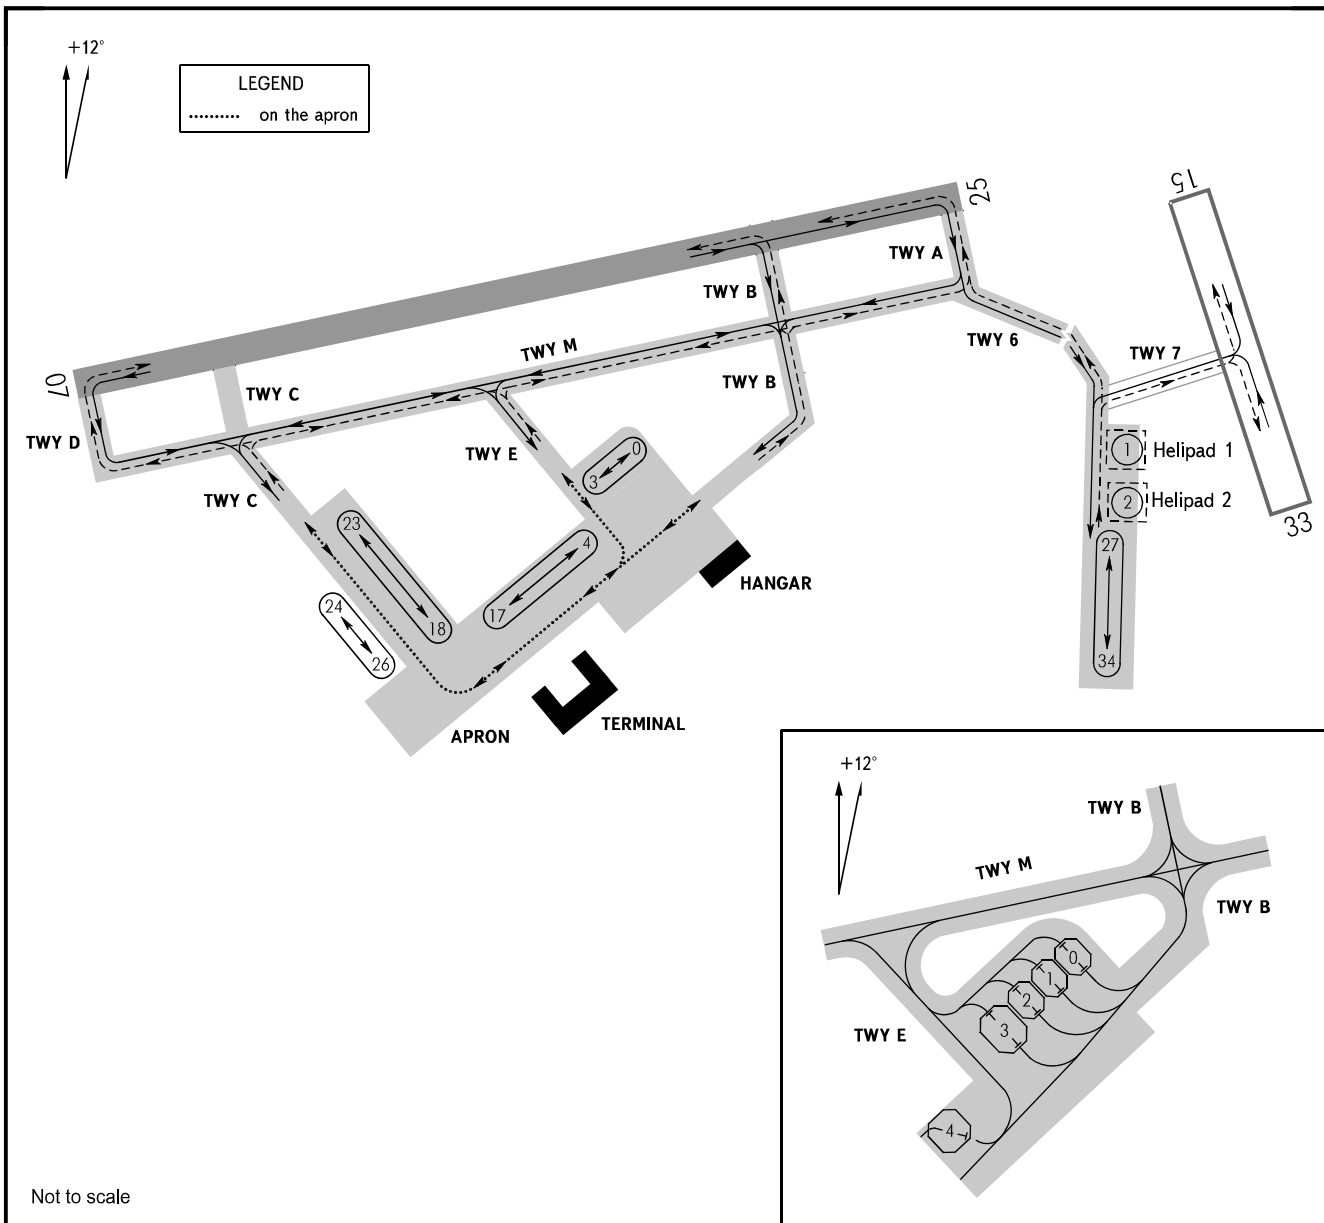 +12°
LEGEND
.......... on the apron
25
15
TWY A
TWY B
TWY M
TWY 6
TWY 7
07
TWY C
TWY B
TWY D
TWY E
0
3
1
Helipad 1
TWY C
2
Helipad 2
23
4
27
33
HANGAR
24
17
18
26
34
TERMINAL
APRON
+12°
TWY B
TWY M
TWY B
0
1
2
3
TWY E
4
Not to scale